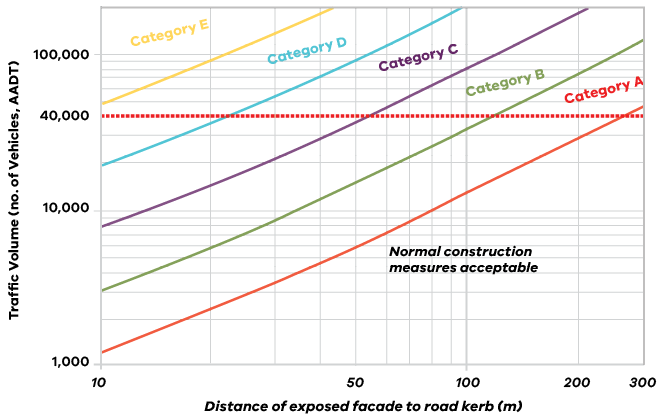 Category E
Category D
Category C
Category B
Category A
100,000
40,000
10,000
1,000
Traffic Volume (no. of Vehicles, AADT)
Normal construction
measures acceptable
10
50
100
200
300
Distance of exposed facade to road kerb (m)